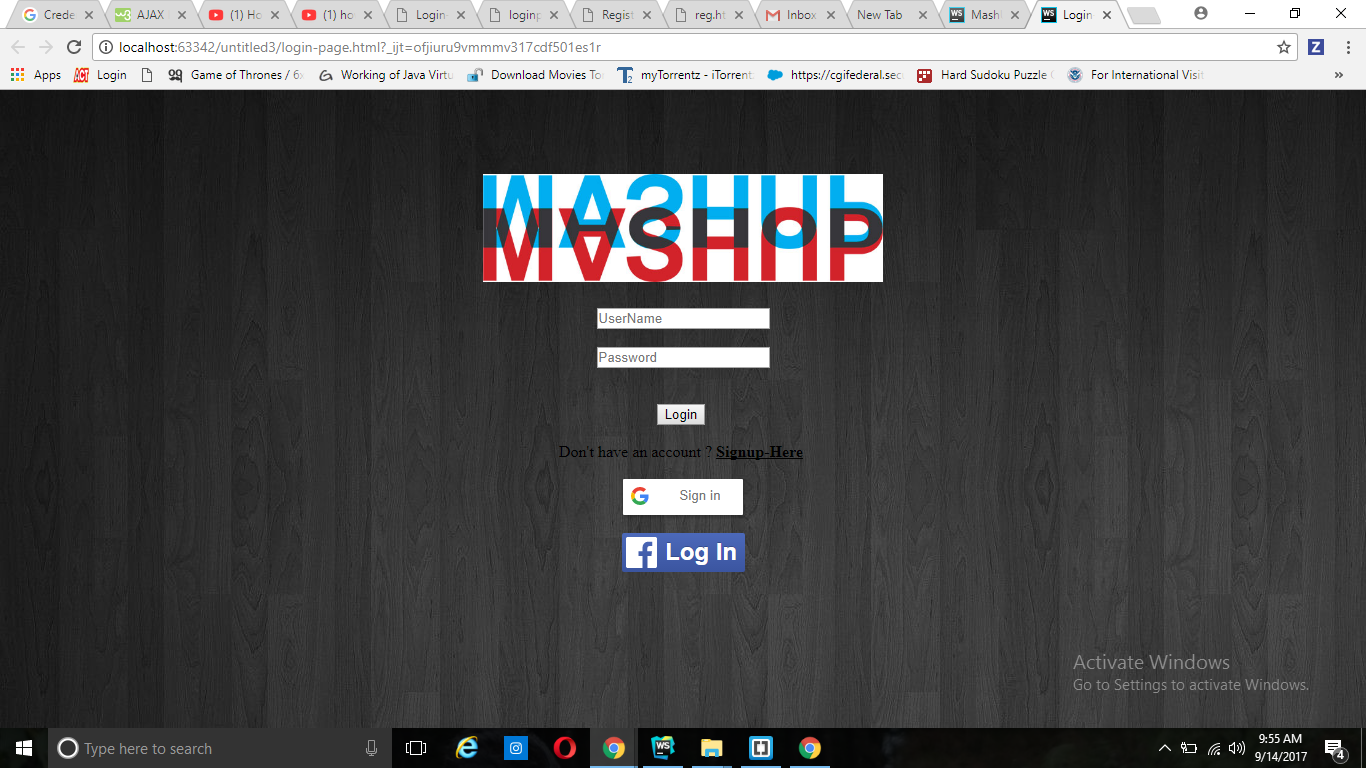 Crede
AJAX
(1) Ho
(1) ho
Login-
loginp
Regist
reg.ht
Inbox
New Tab
Mash
Login
localhost:63342/untitled3/login-page.html?_ijt=ofjiuru9vmmmv317cdf501es1r
Z
Apps
ACT Login
Game of Thrones / 6x
Working of Java Virtu
Download Movies To
myTorrentz - iTorrent
https://cgifederal.sec
Hard Sudoku Puzzle
For International Visit
MASHUP
UserName
Password
Login
Don't have an account ? Signup-Here
Sign in
Log In
Activate Windows
Go to Settings to activate Windows.
Type here to search
WS
9:55 AM
9/14/2017
4